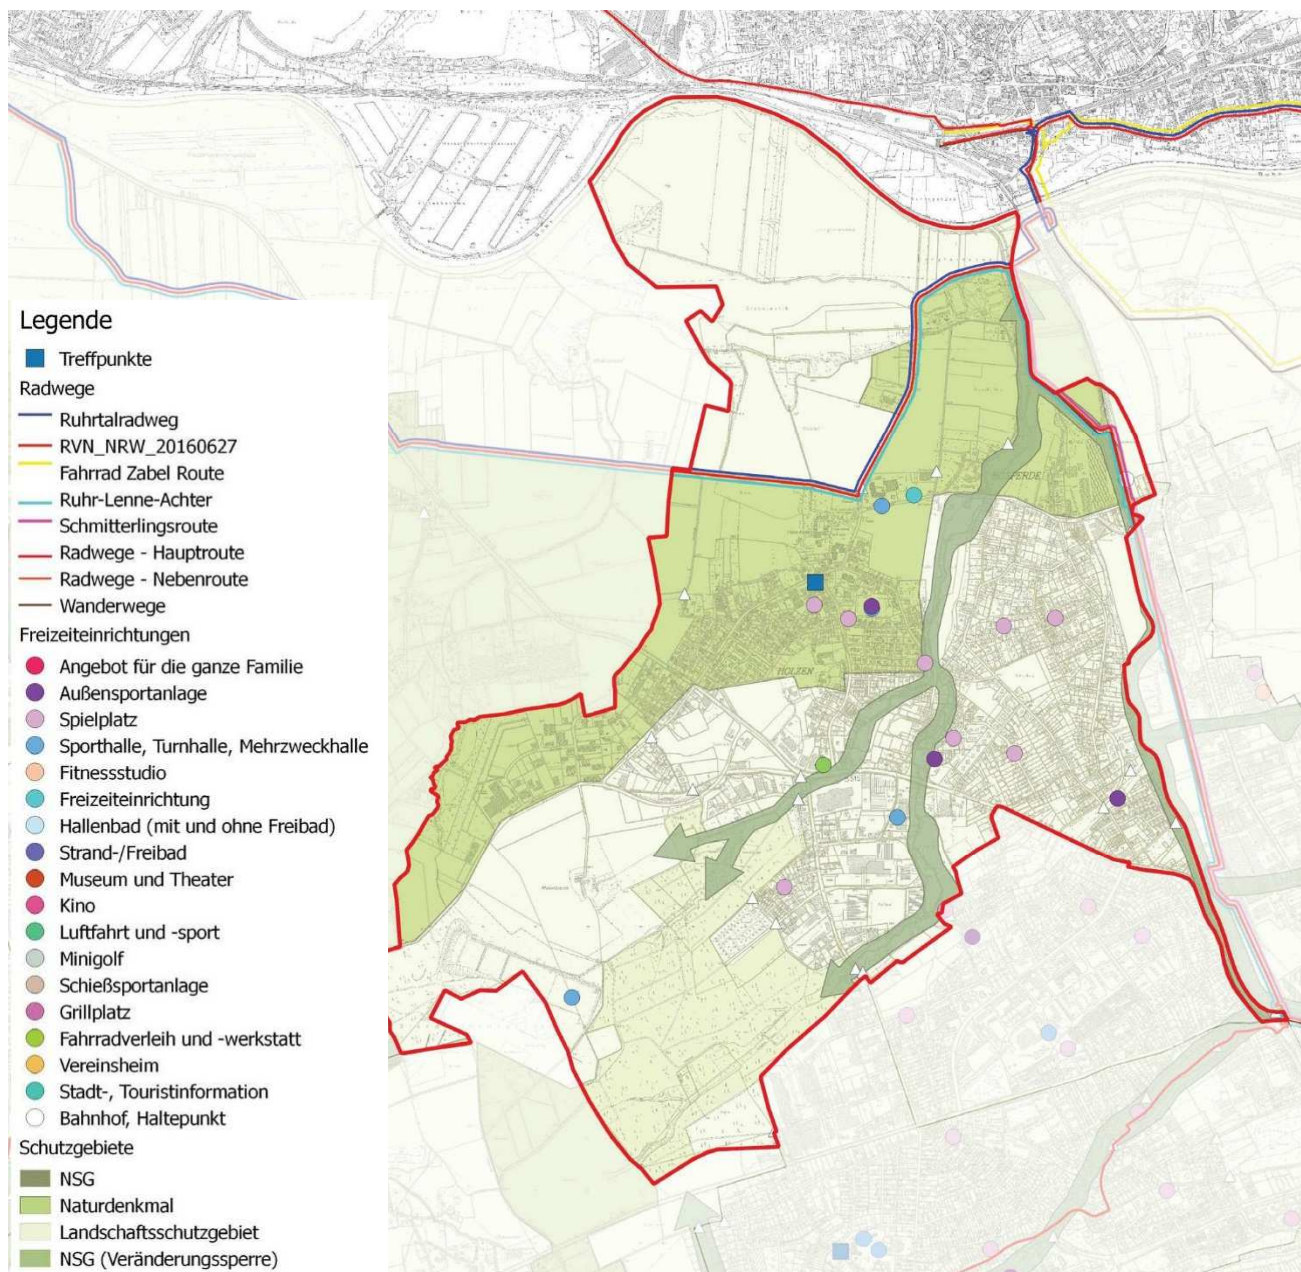 Legende
Treffpunkte
Radwege
Ruhrtalradweg
RVN_NRW_20160627
Fahrrad Zabel Route
Ruhr-Lenne-Achter
Schmitterlingsroute
Radwege - Hauptroute
Radwege - Nebenroute
Wanderwege
Freizeiteinrichtungen
Angebot für die ganze Familie
Außensportanlage
Spielplatz
Sporthalle, Turnhalle, Mehrzweckhalle
Fitnessstudio
Freizeiteinrichtung
Hallenbad (mit und ohne Freibad)
Strand-/Freibad
Museum und Theater
Kino
Luftfahrt und -sport
Minigolf
Schießsportanlage
Grillplatz
Fahrradverleih und -werkstatt
Vereinsheim
Stadt-, Touristinformation
Bahnhof, Haltepunkt
Schutzgebiete
NSG
Naturdenkmal
Landschaftsschutzgebiet
NSG (Veränderungssperre)
HOLZEN